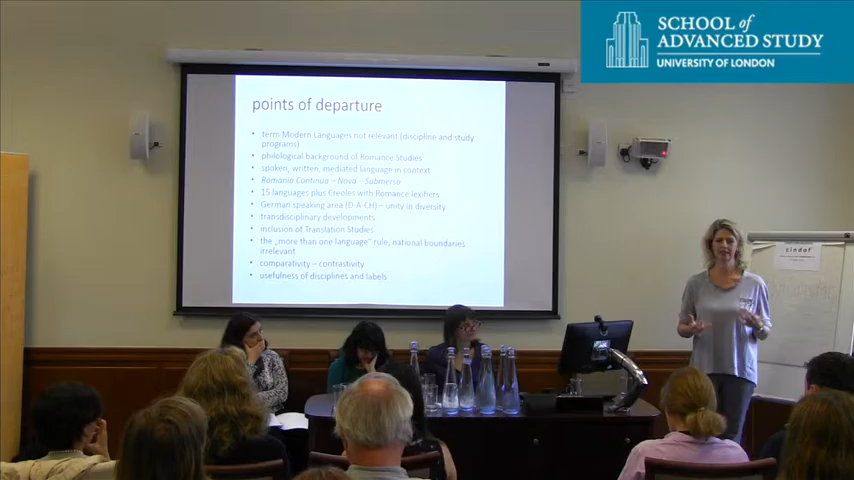 SCHOOL of
ADVANCED STUDY
UNIVERSITY OF LONDON
points of departure
• term Modern Languages not relevant (discipline and study
programs)
• philological background of Romance Studies
• spoken, written, mediated language in context
• Romania Continua – Nova – Submersa
• 15 languages plus Creoles with Romance lexifiers
• German speaking area (D-A-CH) – unity in diversity
• transdisciplinary developments
• inclusion of Translation Studies
• the „more than one language" rule, national boundaries
irrelevant
• comparativity – contrastivity
• usefulness of disciplines and labels